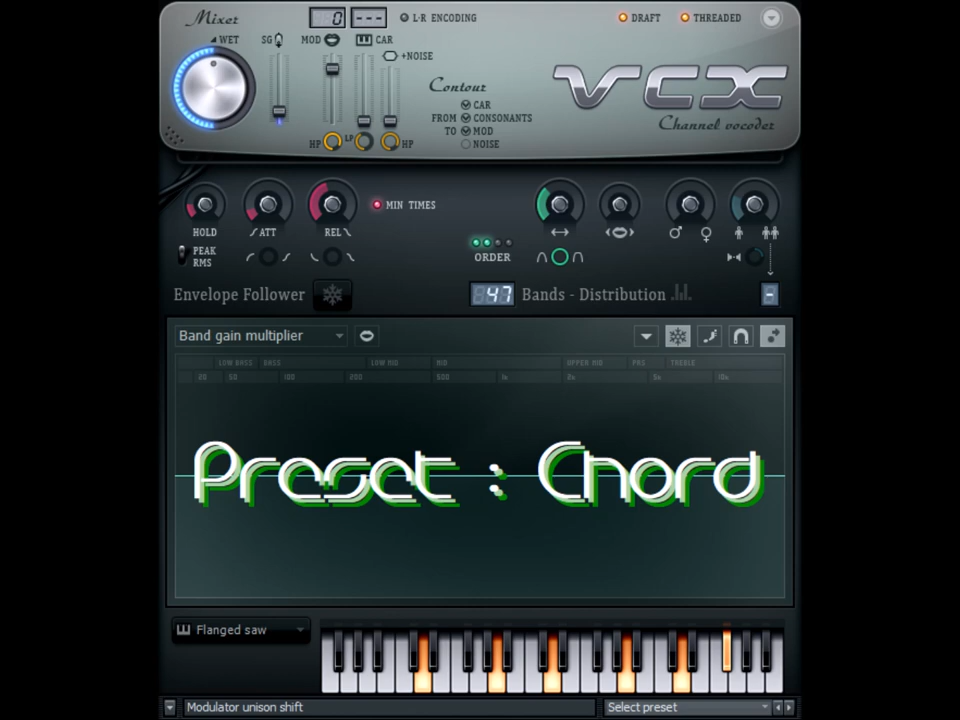 Mixer
0 ---
L-R ENCODING
DRAFT
THREADED
WET
SG
MOD
CAR
+NOISE
Contour
CAR
FROM CONSONANTS
TO MOD
NOISE
HP LP HP
VCX
Channel vocoder
HOLD
ATT
REL
MIN TIMES
PEAK
RMS
ORDER
Envelope Follower
47 Bands - Distribution
Band gain multiplier
LOW BASS BASS LOW MID MID UPPER MID PRS TREBLE
20 50 100 200 500 1k 2k 5k 10k
Preset : Chord
Flanged saw
Modulator unison shift
Select preset